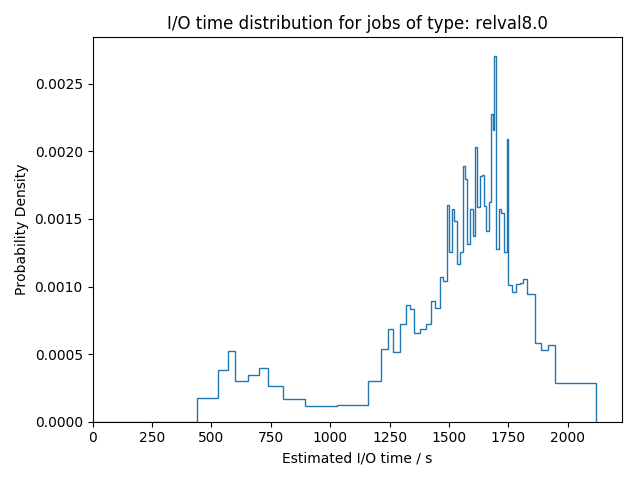 I/O time distribution for jobs of type: relval8.0
0.0025
0.0020
0.0015
0.0010
0.0005
0.0000
Probability Density
0 250 500 750 1000 1250 1500 1750 2000
Estimated I/O time / s